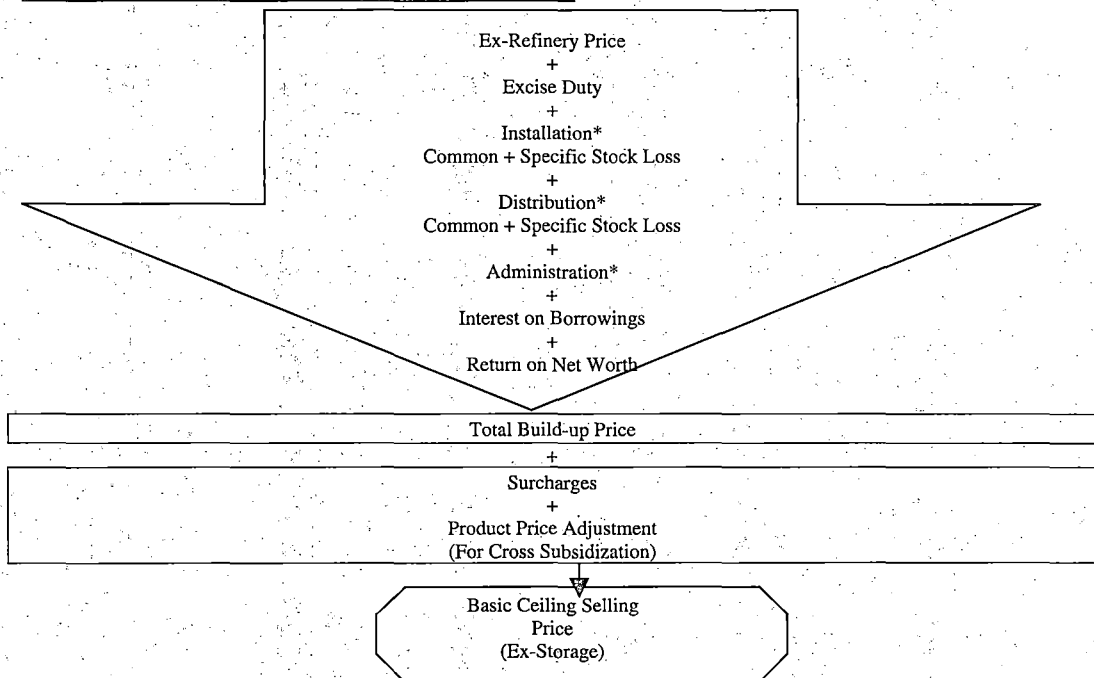 Ex-Refinery Price
+
Excise Duty
+
Installation*
Common + Specific Stock Loss
+
Distribution*
Common + Specific Stock Loss
+
Administration*
+
Interest on Borrowings
+
Return on Net Worth
Total Build-up Price
+
Surcharges
+
Product Price Adjustment
(For Cross Subsidization)
Basic Ceiling Selling
Price
(Ex-Storage)